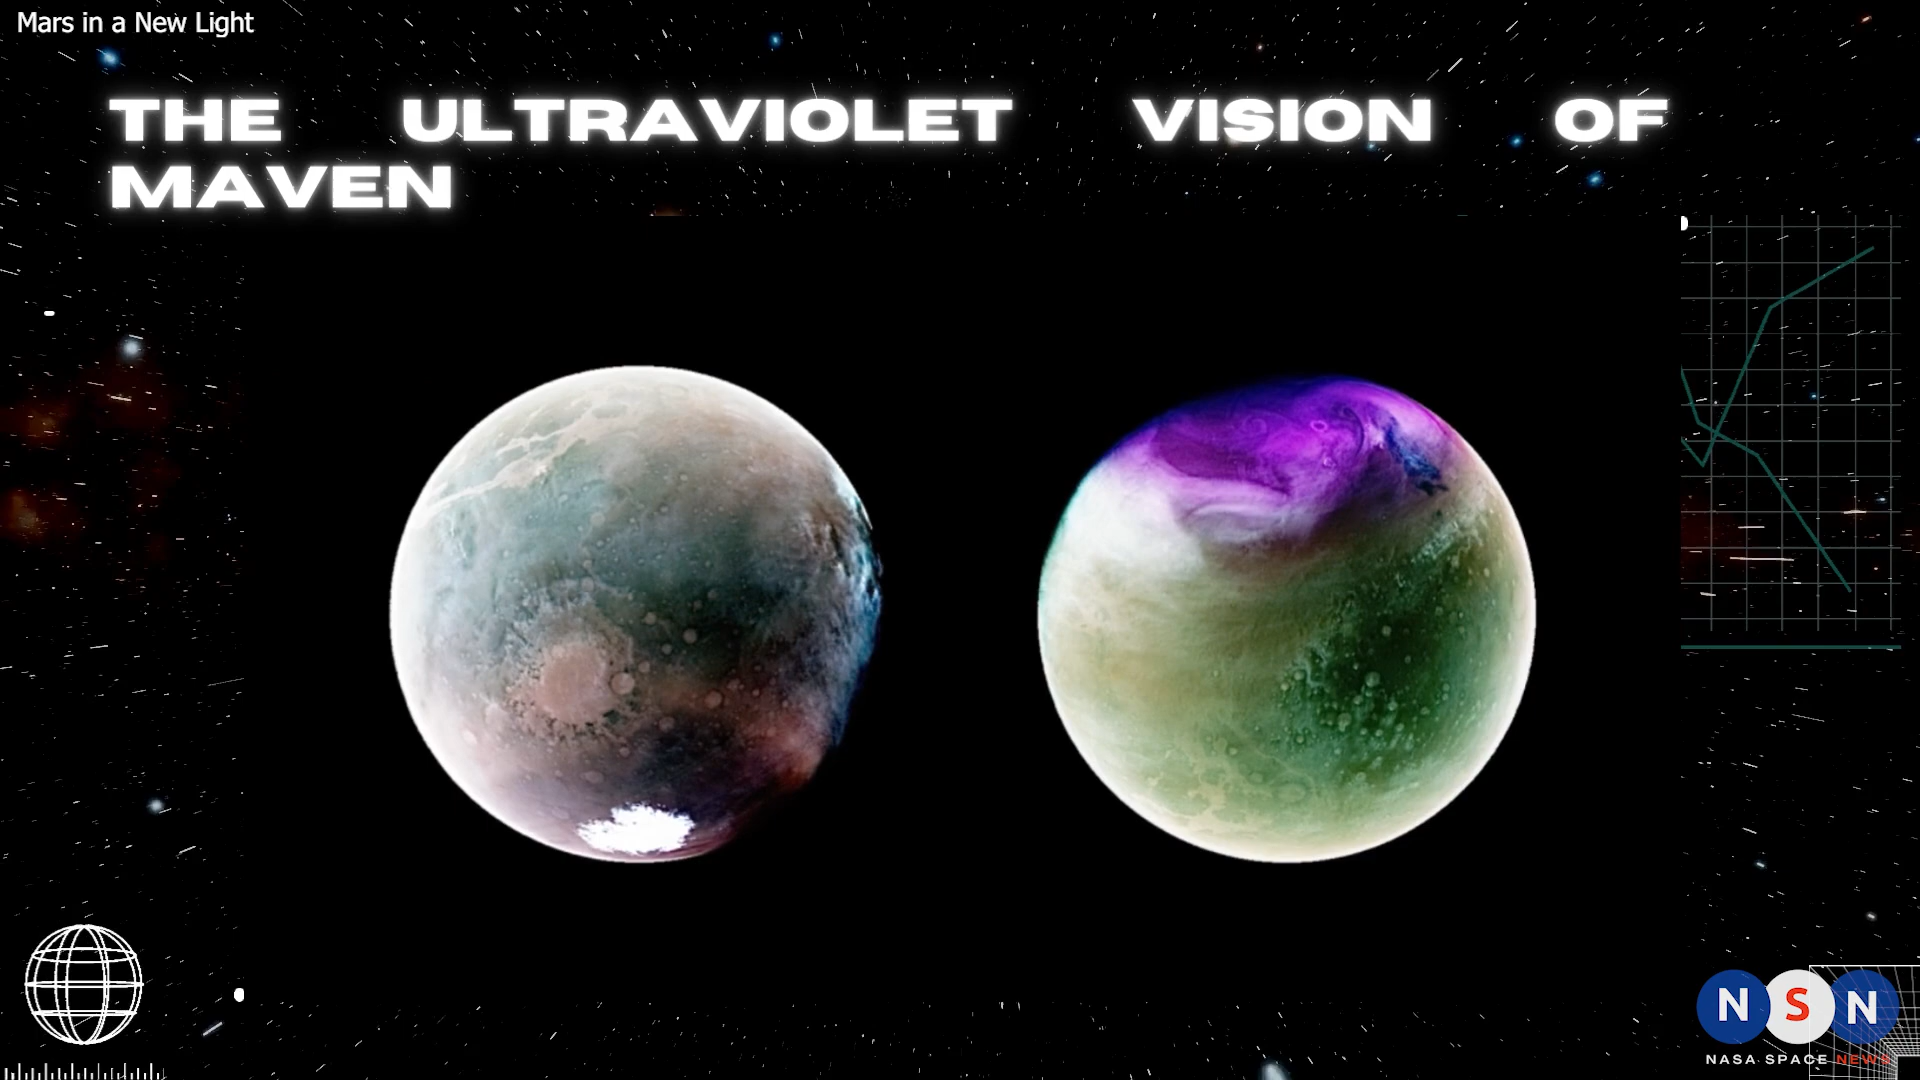 Mars in a New Light
THE ULTRAVIOLET VISION OF
MAVEN
N S N
NASA SPACE NEWS